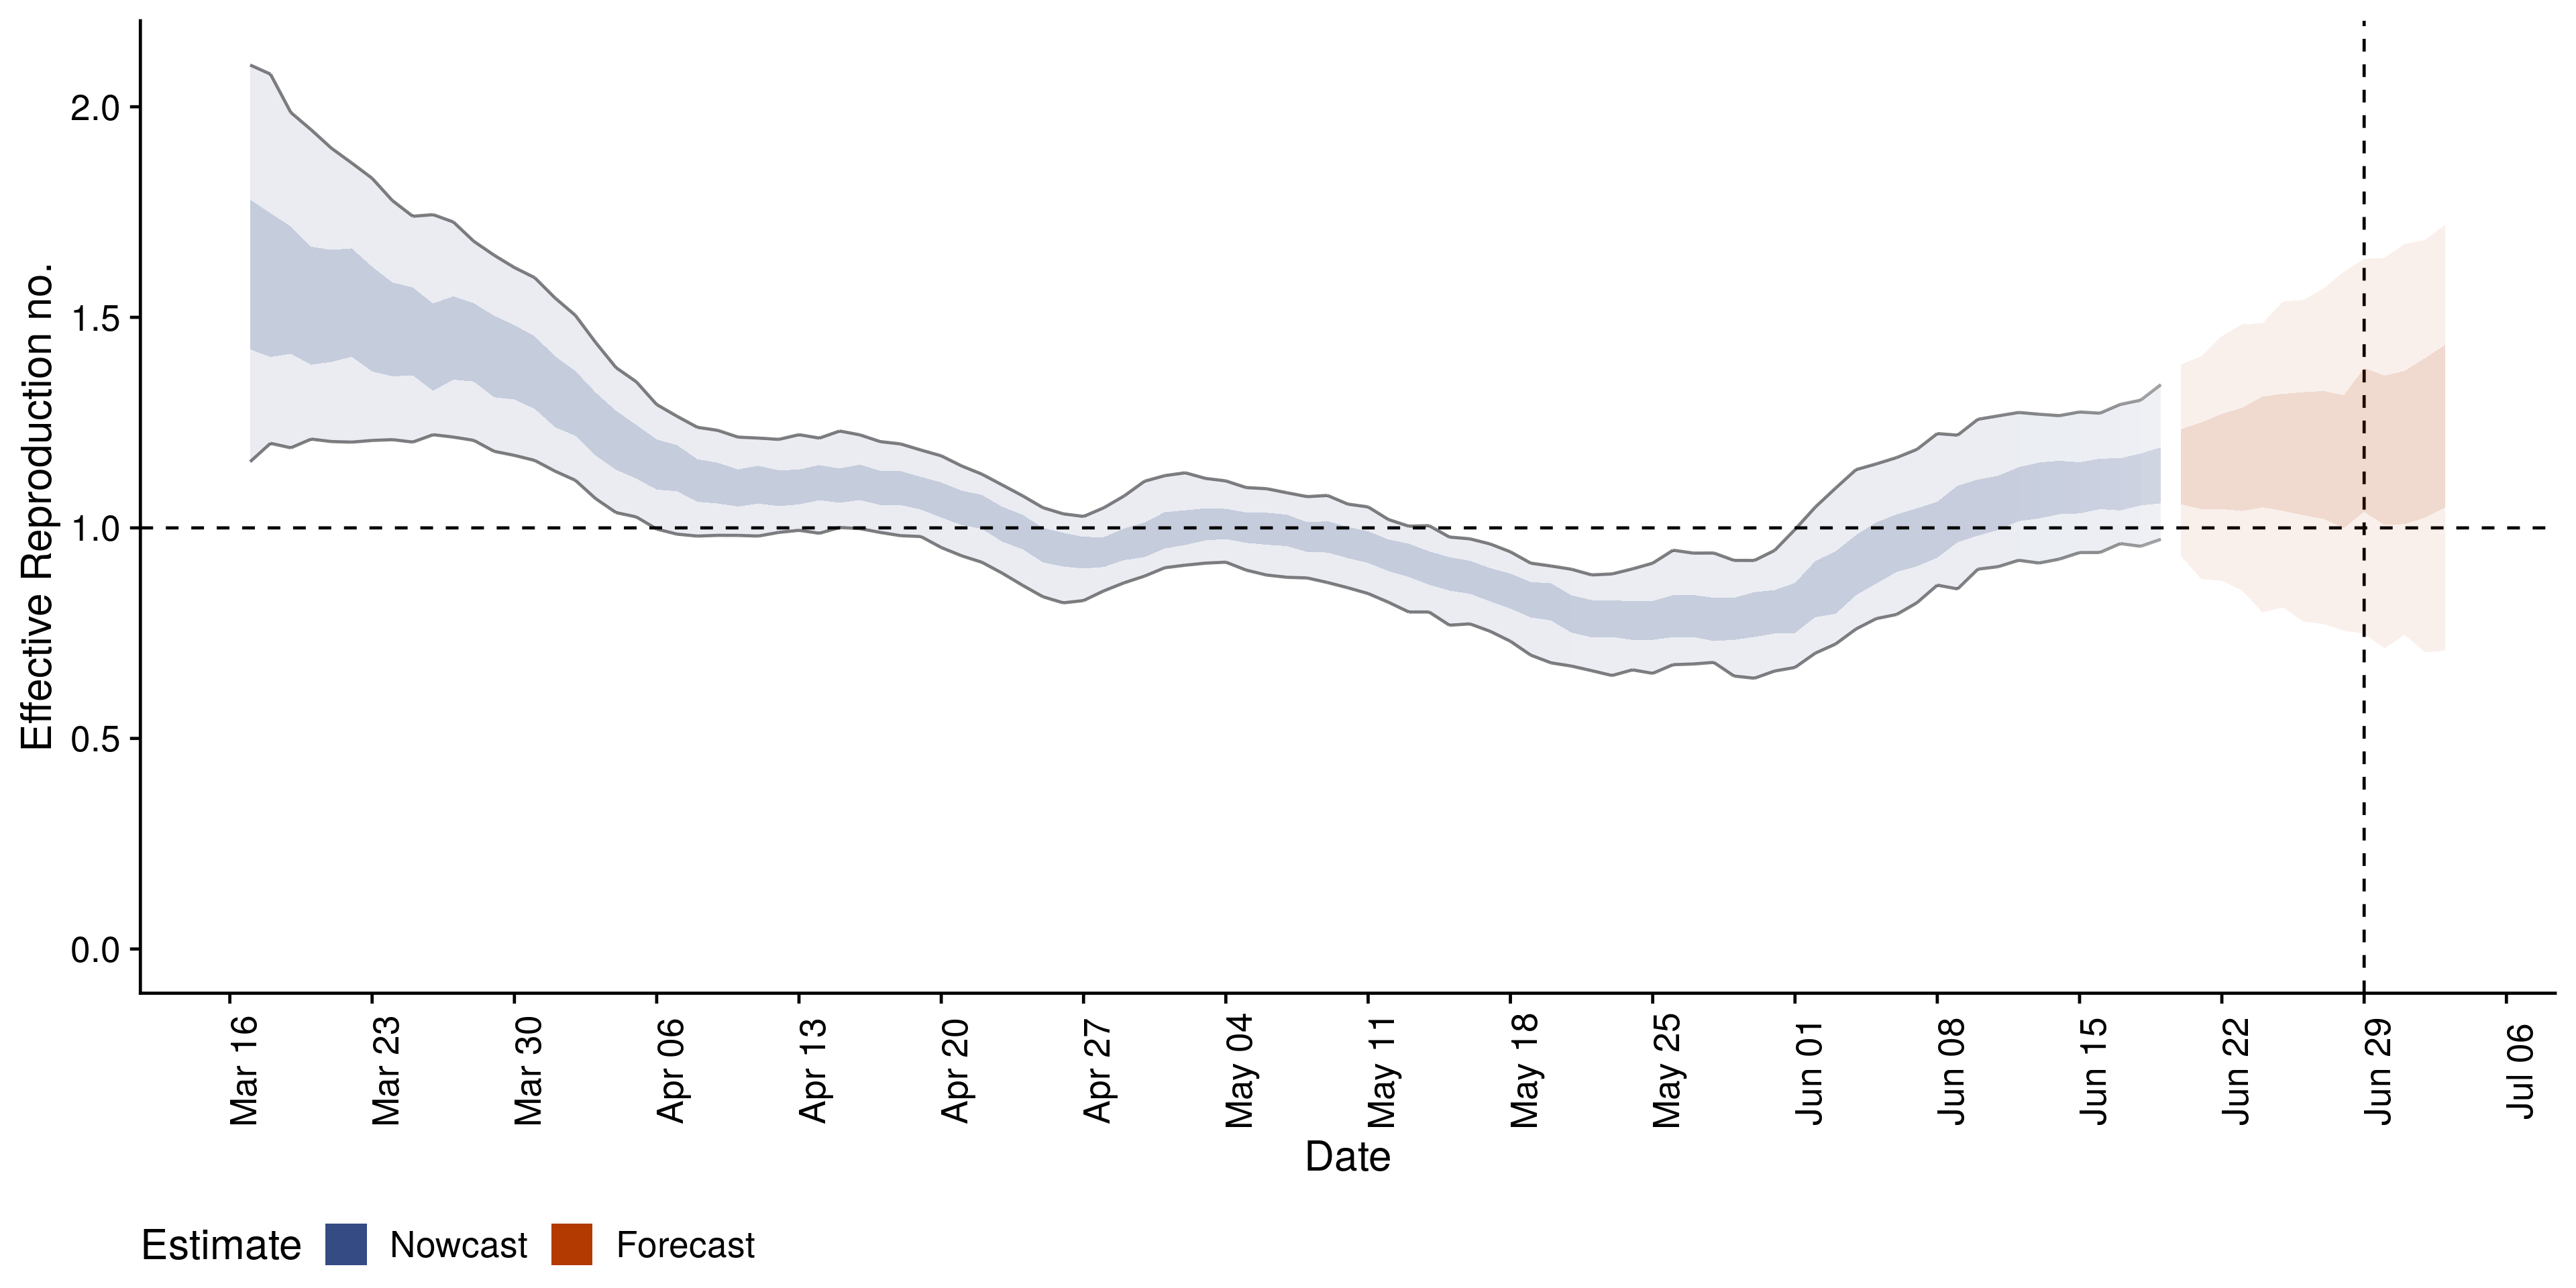 Effective Reproduction no.
2.0
1.5
1.0
0.5
0.0
Mar 16
Mar 23
Mar 30
Apr 06
Apr 13
Apr 20
Apr 27
May 04
May 11
May 18
May 25
Jun 01
Jun 08
Jun 15
Jun 22
Jun 29
Jul 06
Date
Estimate Nowcast Forecast